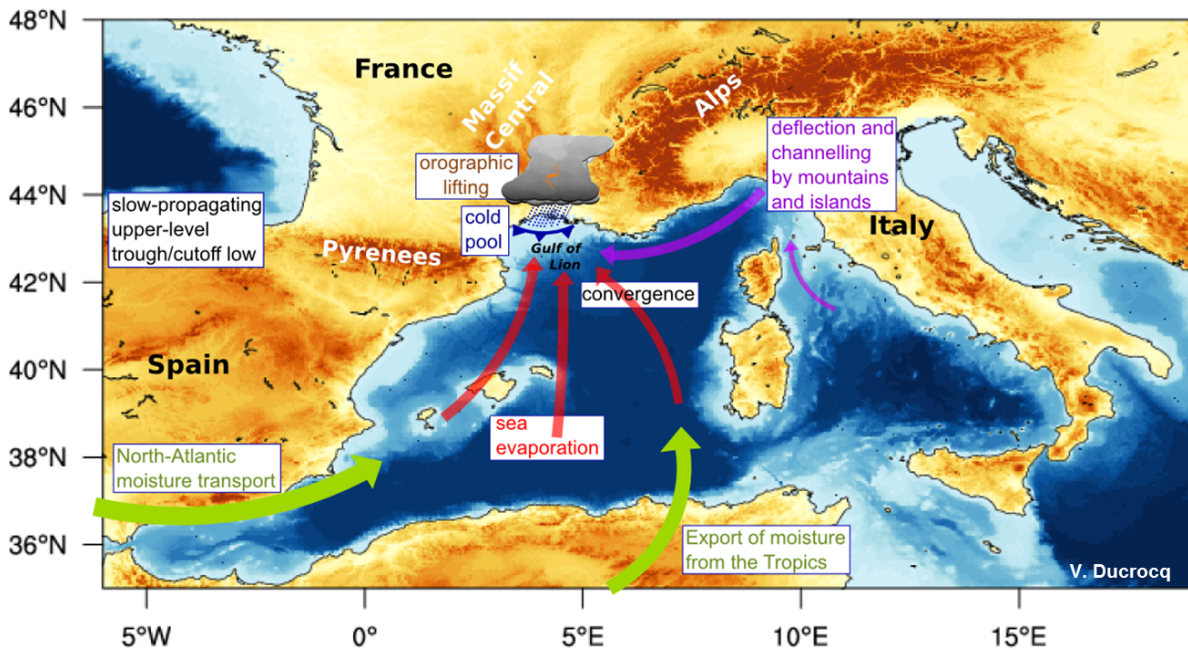 48°N
France
Massif
Central
Alps
46°N
deflection and
channelling
by mountains
and islands
orographic
lifting
44°N
slow-propagating
upper-level
trough/cutoff low
cold
pool
Gulf of
Lion
Italy
Pyrenees
42°N
convergence
40°N
Spain
sea
evaporation
38°N
North-Atlantic
moisture transport
36°N
Export of moisture
from the Tropics
V. Ducrocq
5°W
0°
5°E
10°E
15°E